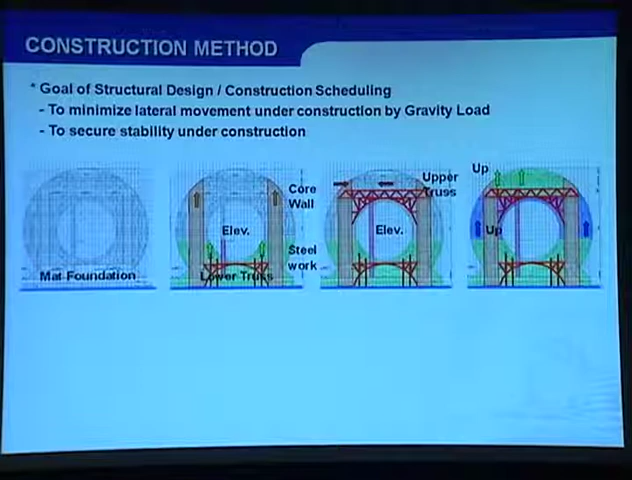 CONSTRUCTION METHOD
* Goal of Structural Design / Construction Scheduling
- To minimize lateral movement under construction by Gravity Load
- To secure stability under construction
Mat Foundation
Core
Wall
Elev.
Steel
work
Lower Truss
Upper
Truss
Elev.
Up
Up